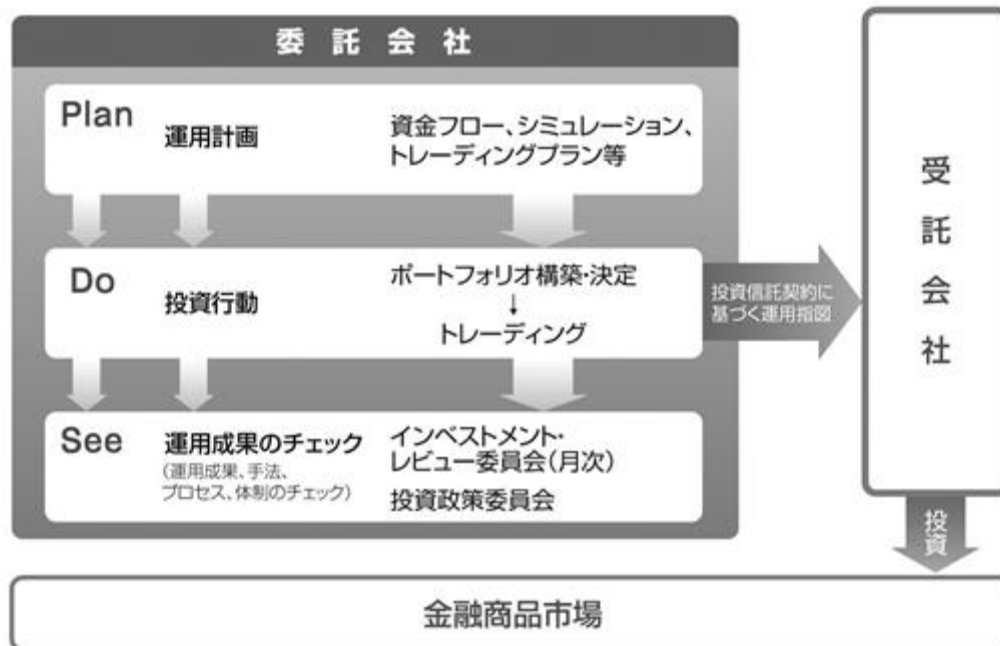 委託会社
Plan
運用計画
資金フロー、シミュレーション、
トレーディングプラン等
Do
投資行動
ポートフォリオ構築・決定
↓
トレーディング
投資信託契約に
基づく運用指図
See
運用成果のチェック
(運用成果、手法、
プロセス、体制のチェック)
インベストメント・
レビュー委員会(月次)
投資政策委員会
受託会社
投資
金融商品市場